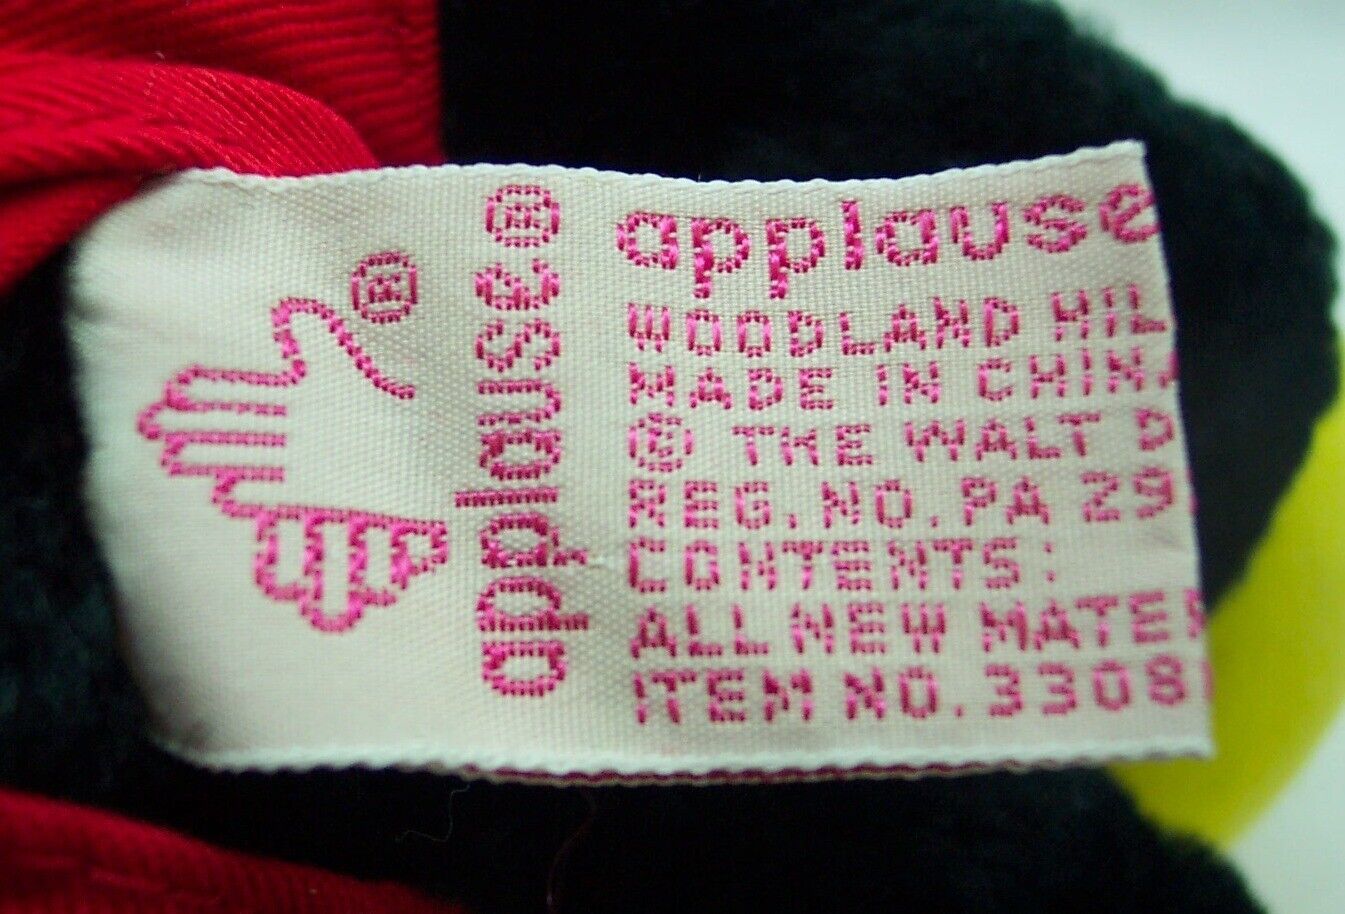 ®
applause®
applause
WOODLAND HIL
MADE IN CHINA
© THE WALT D
REG. NO. PA 29
CONTENTS:
ALL NEW MATER
ITEM NO. 3308